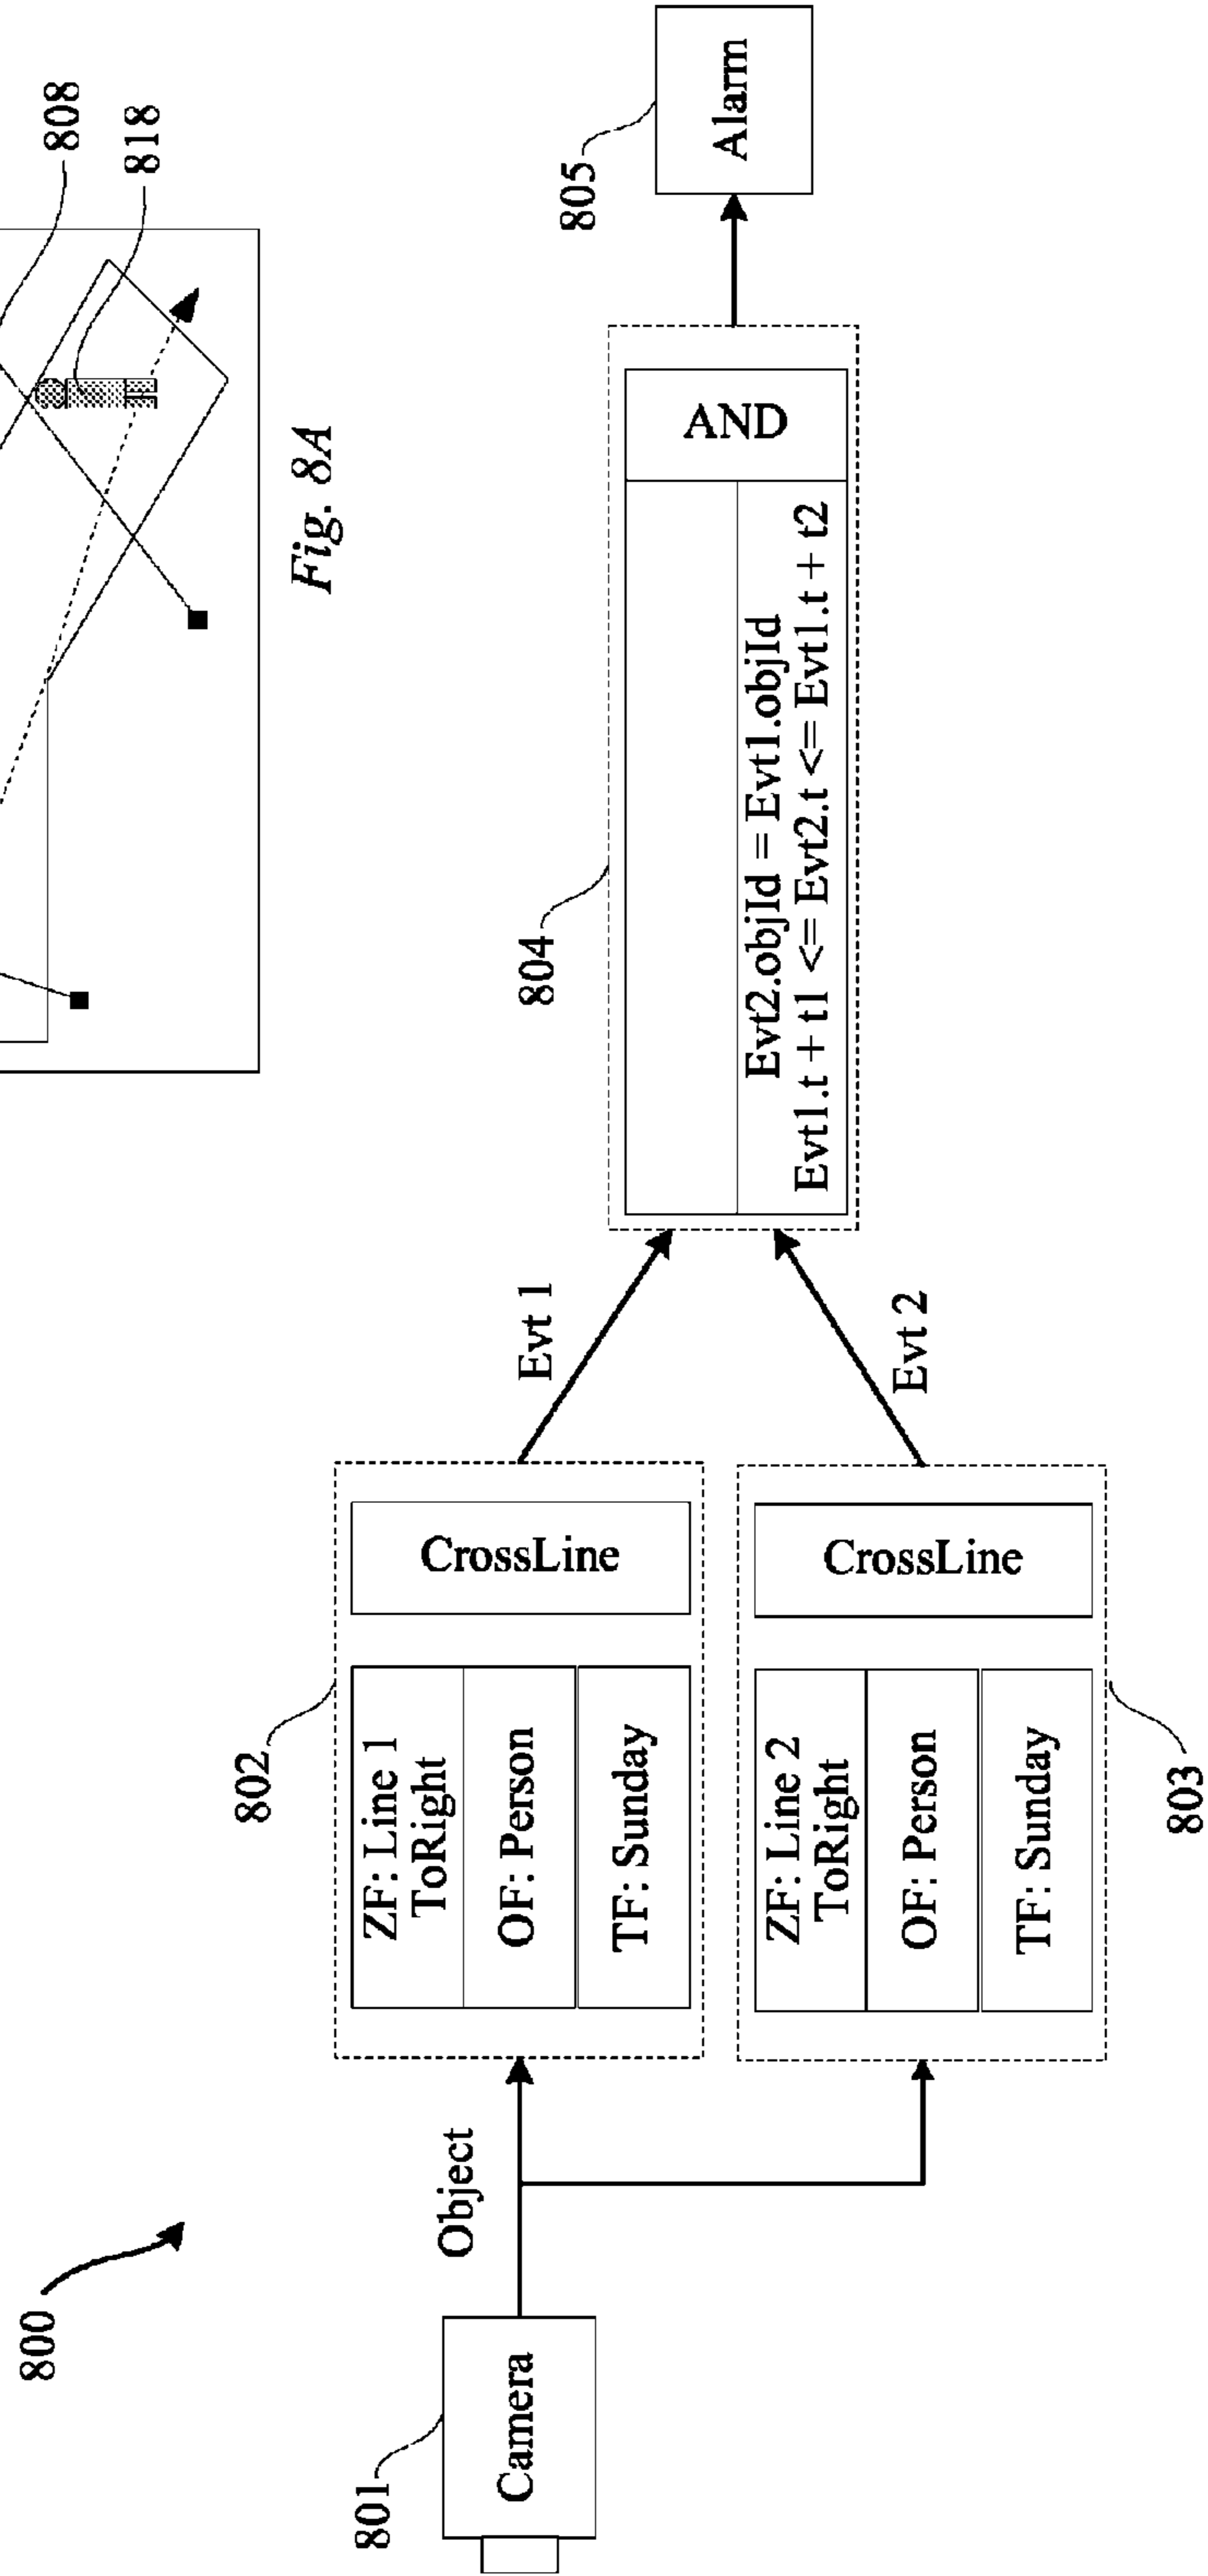 808
818
Fig. 8A
800
801
Camera
Object
802
ZF: Line 1
ToRight
OF: Person
TF: Sunday
CrossLine
803
ZF: Line 2
ToRight
OF: Person
TF: Sunday
CrossLine
Evt 1
Evt 2
804
Evt2.objId = Evt1.objId
Evt1.t + t1 <= Evt2.t <= Evt1.t + t2
AND
805
Alarm